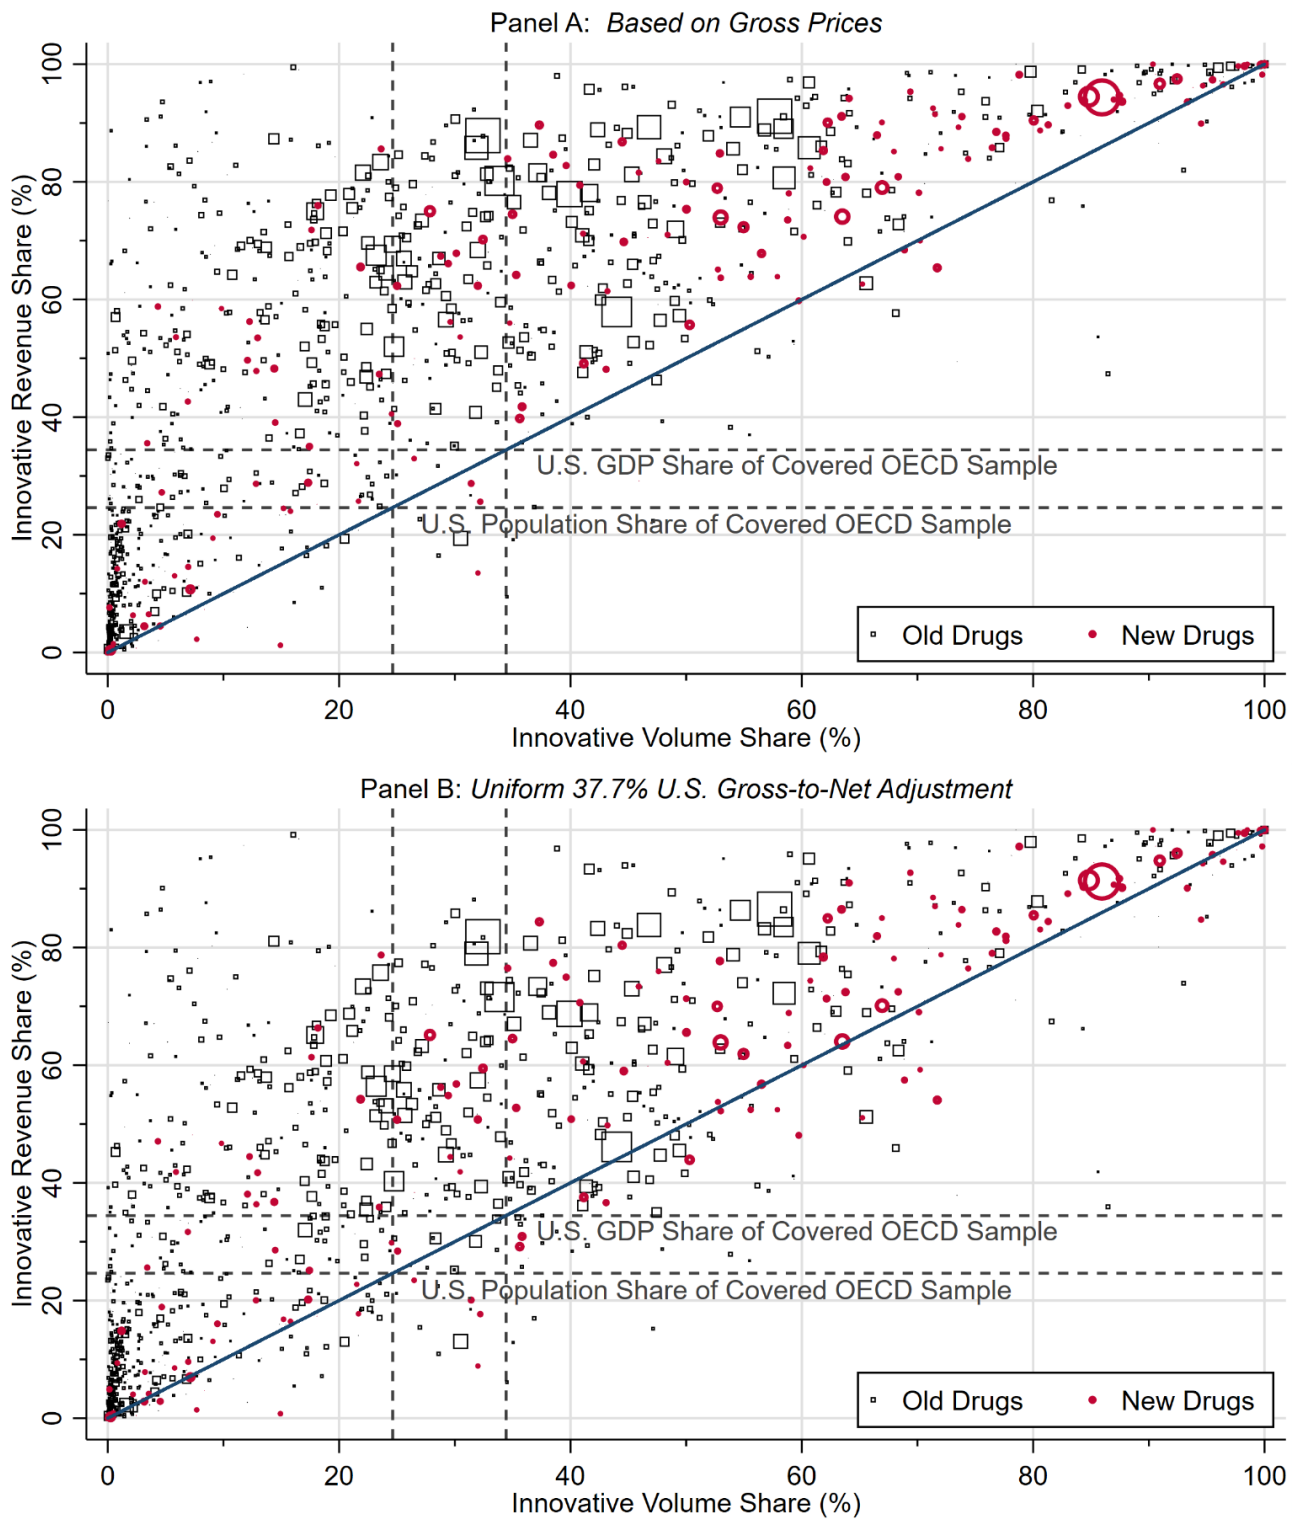 Panel A: Based on Gross Prices
Innovative Revenue Share (%)
100
80
60
40
20
0
U.S. GDP Share of Covered OECD Sample
U.S. Population Share of Covered OECD Sample
Old Drugs
New Drugs
0 20 40 60 80 100
Innovative Volume Share (%)
Panel B: Uniform 37.7% U.S. Gross-to-Net Adjustment
Innovative Revenue Share (%)
100
80
60
40
20
0
U.S. GDP Share of Covered OECD Sample
U.S. Population Share of Covered OECD Sample
Old Drugs
New Drugs
0 20 40 60 80 100
Innovative Volume Share (%)